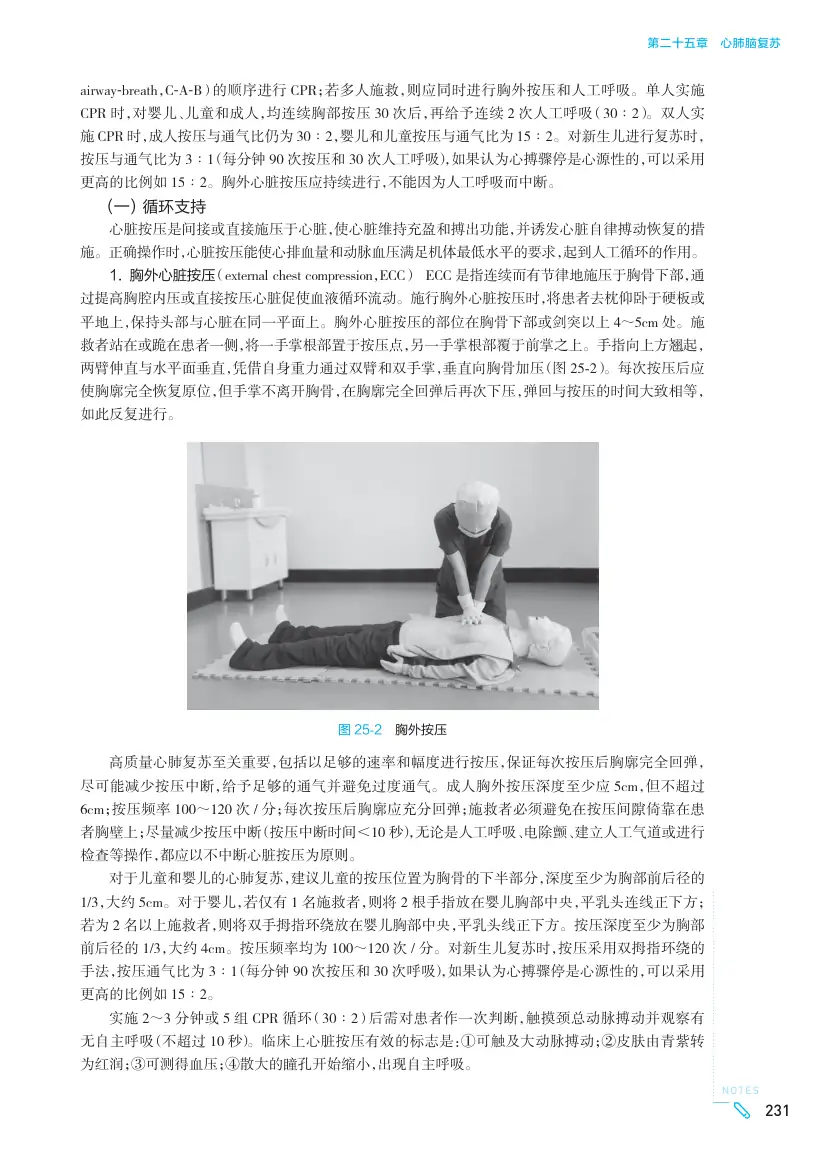 第二十五章　心肺脑复苏
airway-breath，C-A-B）的顺序进行 CPR；若多人施救，则应同时进行胸外按压和人工呼吸。单人实施
CPR 时，对婴儿、儿童和成人，均连续胸部按压 30 次后，再给予连续 2 次人工呼吸（30∶2）。双人实
施 CPR 时，成人按压与通气比仍为 30∶2，婴儿和儿童按压与通气比为 15∶2。对新生儿进行复苏时，
按压与通气比为 3∶1（每分钟 90 次按压和 30 次人工呼吸），如果认为心搏骤停是心源性的，可以采用
更高的比例如 15∶2。胸外心脏按压应持续进行，不能因为人工呼吸而中断。
（一）循环支持
心脏按压是间接或直接施压于心脏，使心脏维持充盈和搏出功能，并诱发心脏自律搏动恢复的措
施。正确操作时，心脏按压能使心排血量和动脉血压满足机体最低水平的要求，起到人工循环的作用。
1. 胸外心脏按压（external chest compression，ECC）　ECC 是指连续而有节律地施压于胸骨下部，通
过提高胸腔内压或直接按压心脏促使血液循环流动。施行胸外心脏按压时，将患者去枕仰卧于硬板或
平地上，保持头部与心脏在同一平面上。胸外心脏按压的部位在胸骨下部或剑突以上 4～5cm 处。施
救者站在或跪在患者一侧，将一手掌根部置于按压点，另一手掌根部覆于前掌之上。手指向上方翘起，
两臂伸直与水平面垂直，凭借自身重力通过双臂和双手掌，垂直向胸骨加压（图 25-2）。每次按压后应
使胸廓完全恢复原位，但手掌不离开胸骨，在胸廓完全回弹后再次下压，弹回与按压的时间大致相等，
如此反复进行。
图 25-2　胸外按压
高质量心肺复苏至关重要，包括以足够的速率和幅度进行按压，保证每次按压后胸廓完全回弹，
尽可能减少按压中断，给予足够的通气并避免过度通气。成人胸外按压深度至少应 5cm，但不超过
6cm；按压频率 100～120 次 / 分；每次按压后胸廓应充分回弹；施救者必须避免在按压间隙倚靠在患
者胸壁上；尽量减少按压中断（按压中断时间＜10 秒），无论是人工呼吸、电除颤、建立人工气道或进行
检查等操作，都应以不中断心脏按压为原则。
对于儿童和婴儿的心肺复苏，建议儿童的按压位置为胸骨的下半部分，深度至少为胸部前后径的
1/3，大约 5cm。对于婴儿，若仅有 1 名施救者，则将 2 根手指放在婴儿胸部中央，平乳头连线正下方；
若为 2 名以上施救者，则将双手拇指环绕放在婴儿胸部中央，平乳头线正下方。按压深度至少为胸部
前后径的 1/3，大约 4cm。按压频率均为 100～120 次 / 分。对新生儿复苏时，按压采用双拇指环绕的
手法，按压通气比为 3∶1（每分钟 90 次按压和 30 次呼吸），如果认为心搏骤停是心源性的，可以采用
更高的比例如 15∶2。
实施 2～3 分钟或 5 组 CPR 循环（30∶2）后需对患者作一次判断，触摸颈总动脉搏动并观察有
无自主呼吸（不超过 10 秒）。临床上心脏按压有效的标志是：①可触及大动脉搏动；②皮肤由青紫转
为红润；③可测得血压；④散大的瞳孔开始缩小，出现自主呼吸。
NOTES
231